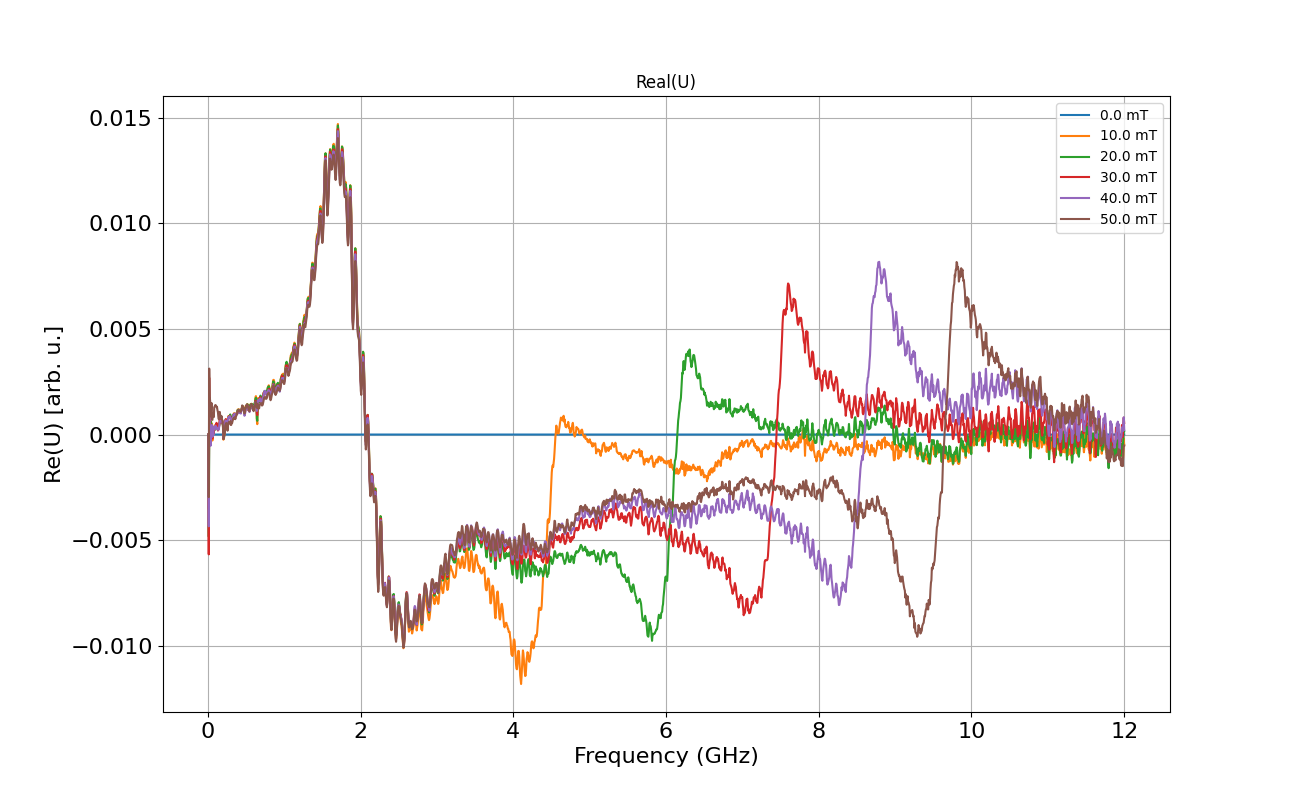 Real(U)
0.015
0.010
0.005
0.000
−0.005
−0.010
Re(U) [arb. u.]
0.0 mT
10.0 mT
20.0 mT
30.0 mT
40.0 mT
50.0 mT
0 2 4 6 8 10 12
Frequency (GHz)